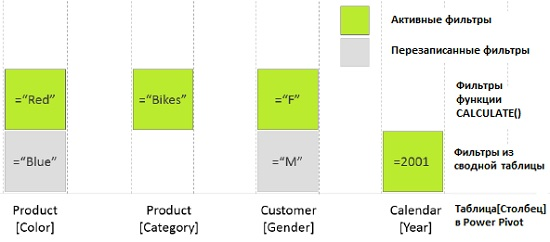 Активные фильтры
Перезаписанные фильтры
="Red" ="Bikes" ="F"
Фильтры
функции
CALCULATE()
="Blue" ="M" =2001
Фильтры из
сводной таблицы
Product Product Customer Calendar
[Color] [Category] [Gender] [Year]
Таблица[Столбец]
в Power Pivot